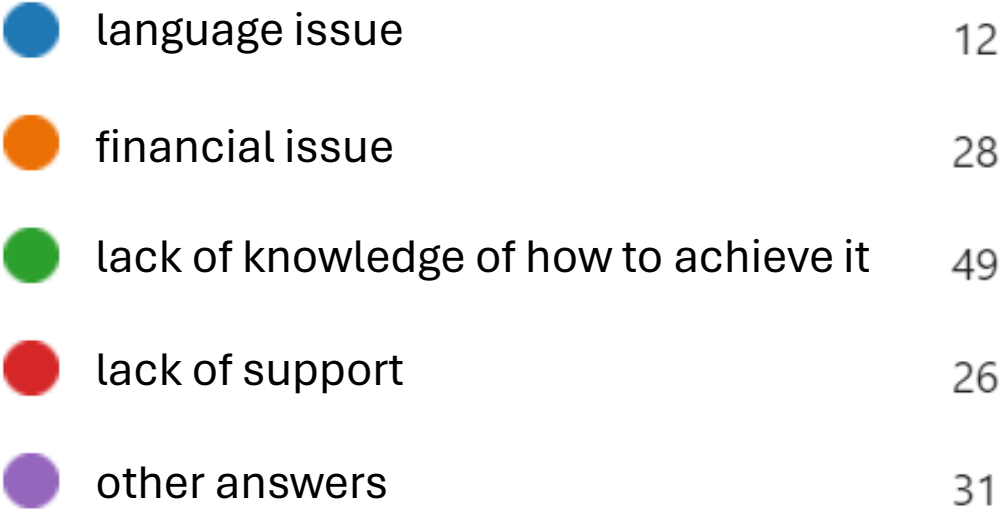 language issue 12
financial issue 28
lack of knowledge of how to achieve it 49
lack of support 26
other answers 31